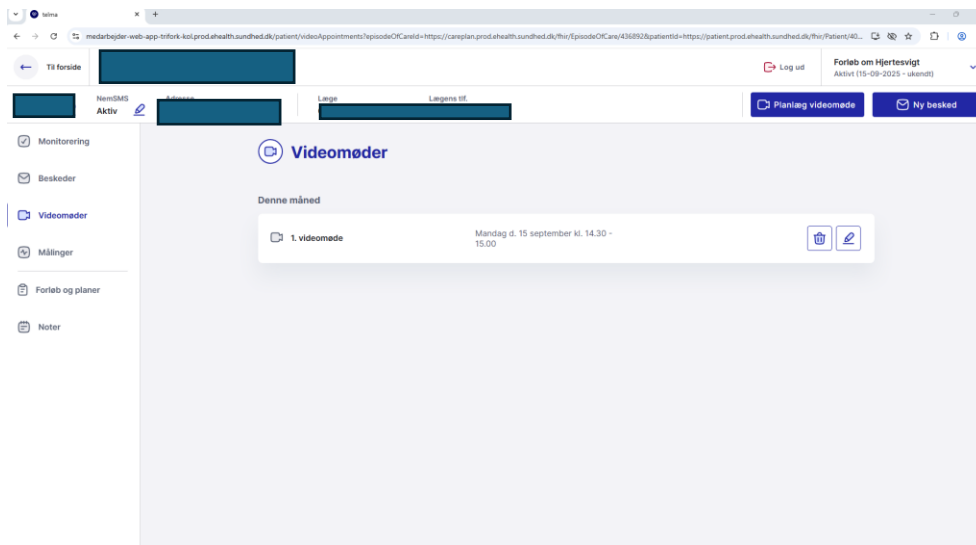 telma
medarbejder-web-app-trifork-kol.prod.ehealth.sundhed.dk/patient/videoAppointments?episodeOfCareId=https://careplan.prod.ehealth.sundhed.dk/fhir/EpisodeOfCare/436892&patientId=https://patient.prod.ehealth.sundhed.dk/fhir/Patient/40...
Til forside
Log ud
Forløb om Hjertesvigt
Aktivt (15-09-2025 - ukendt)
NemSMS
Aktiv
Adresse
Læge
Lægens tlf.
Planlæg videomøde
Ny besked
Monitorering
Beskeder
Videomøder
Målinger
Forløb og planer
Noter
Videomøder
Denne måned
1. videomøde
Mandag d. 15 september kl. 14.30 -
15.00